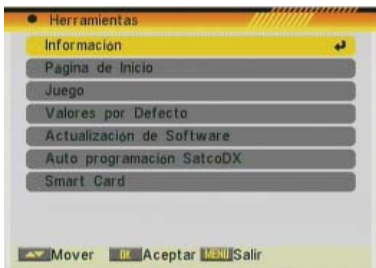 Herramientas
Información
Página de Inicio
Juego
Valores por Defecto
Actualización de Software
Auto programación SatcoDX
Smart Card
Mover OK Aceptar MENU Salir